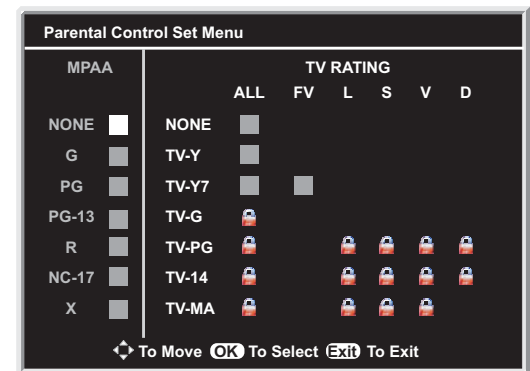 Parental Control Set Menu
MPAA TV RATING
ALL FV L S V D
NONE NONE
G TV-Y
PG TV-Y7
PG-13 TV-G
R TV-PG
NC-17 TV-14
X TV-MA
To Move OK To Select Exit To Exit